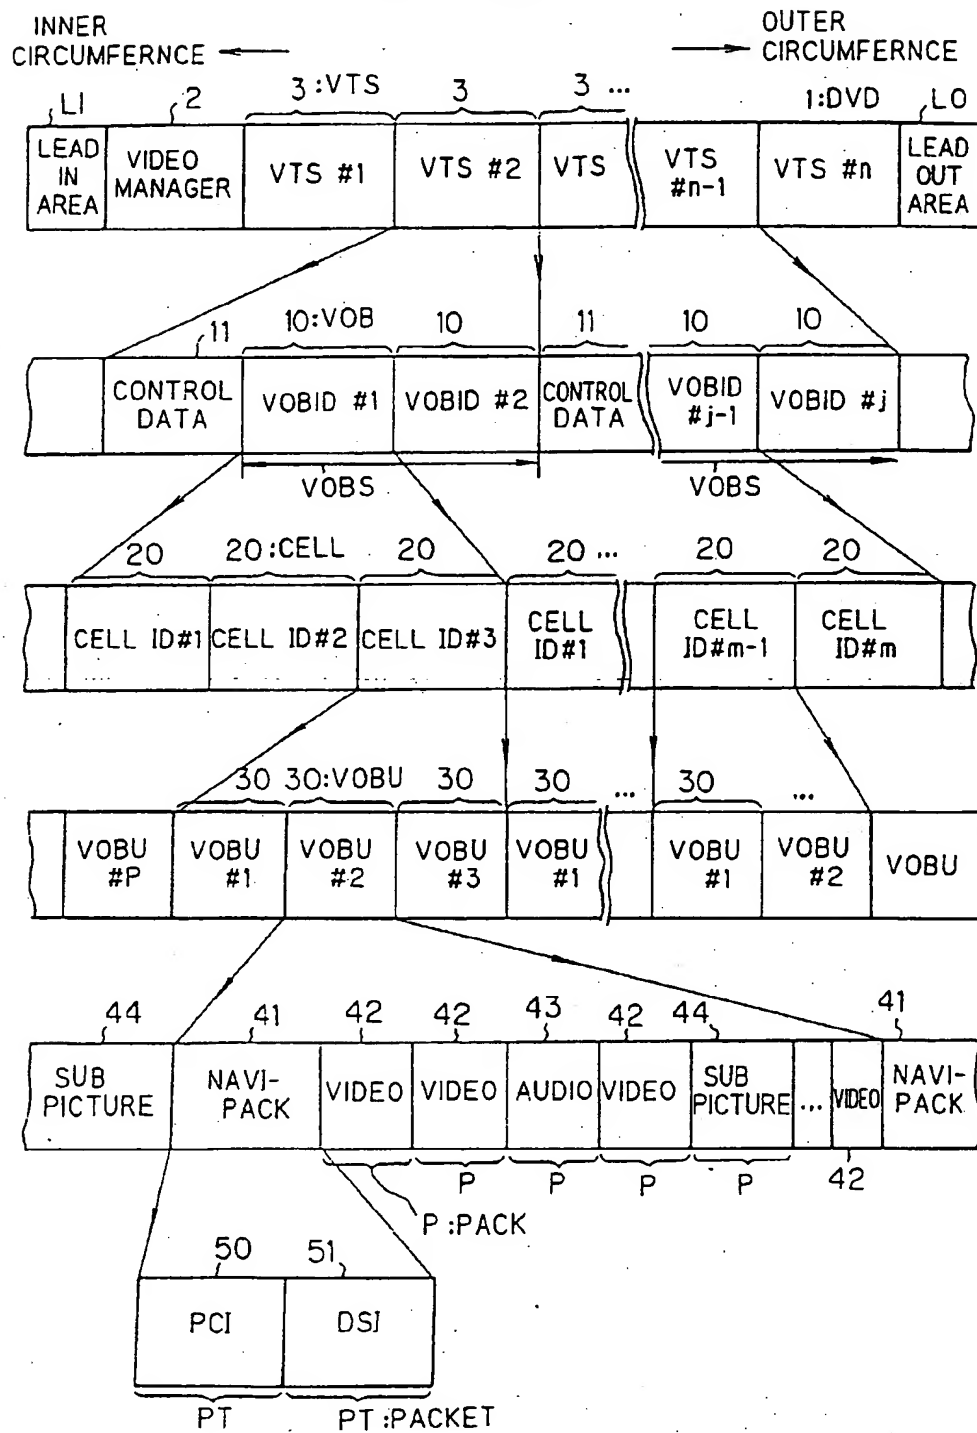 INNER
CIRCUMFERNCE
OUTER
CIRCUMFERNCE
LI 2 3:VTS 3 3 ... 1:DVD LO
LEAD IN AREA
VIDEO MANAGER
VTS #1
VTS #2
VTS
VTS #n-1
VTS #n
LEAD OUT AREA
11 10:VOB 10 11 10 10
CONTROL DATA
VOBID #1
VOBID #2
CONTROL DATA
VOBID #j-1
VOBID #j
VOBS VOBS
20 20:CELL 20 20 ... 20 20
CELL ID#1
CELL ID#2
CELL ID#3
CELL ID#1
CELL ID#m-1
CELL ID#m
30 30:VOBU 30 30 ... 30 ...
VOBU #P
VOBU #1
VOBU #2
VOBU #3
VOBU #1
VOBU #1
VOBU #2
VOBU
44 41 42 42 43 42 44 41
SUB PICTURE
NAVI-PACK
VIDEO
VIDEO
AUDIO
VIDEO
SUB PICTURE
...
VIDEO
NAVI-PACK
P P P P 42
P:PACK
50 51
PCI DSI
PT PT:PACKET